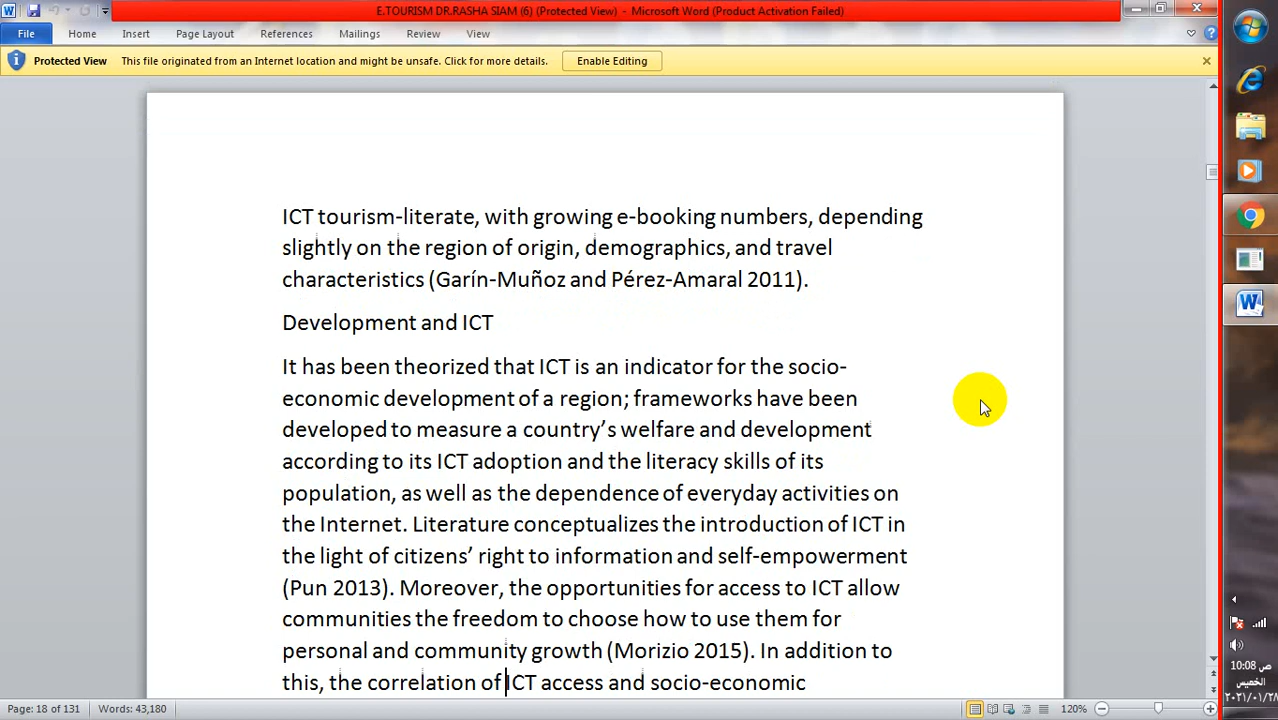 E.TOURISM DR.RASHA SIAM (6) (Protected View) - Microsoft Word (Product Activation Failed)
File Home Insert Page Layout References Mailings Review View
Protected View This file originated from an Internet location and might be unsafe. Click for more details. Enable Editing
ICT tourism-literate, with growing e-booking numbers, depending
slightly on the region of origin, demographics, and travel
characteristics (Garín-Muñoz and Pérez-Amaral 2011).
Development and ICT
It has been theorized that ICT is an indicator for the socio-
economic development of a region; frameworks have been
developed to measure a country’s welfare and development
according to its ICT adoption and the literacy skills of its
population, as well as the dependence of everyday activities on
the Internet. Literature conceptualizes the introduction of ICT in
the light of citizens’ right to information and self-empowerment
(Pun 2013). Moreover, the opportunities for access to ICT allow
communities the freedom to choose how to use them for
personal and community growth (Morizio 2015). In addition to
this, the correlation of ICT access and socio-economic
Page: 18 of 131 Words: 43,180 120%
10:08 ص
الخميس
٢٠٢١/٠١/٢٨